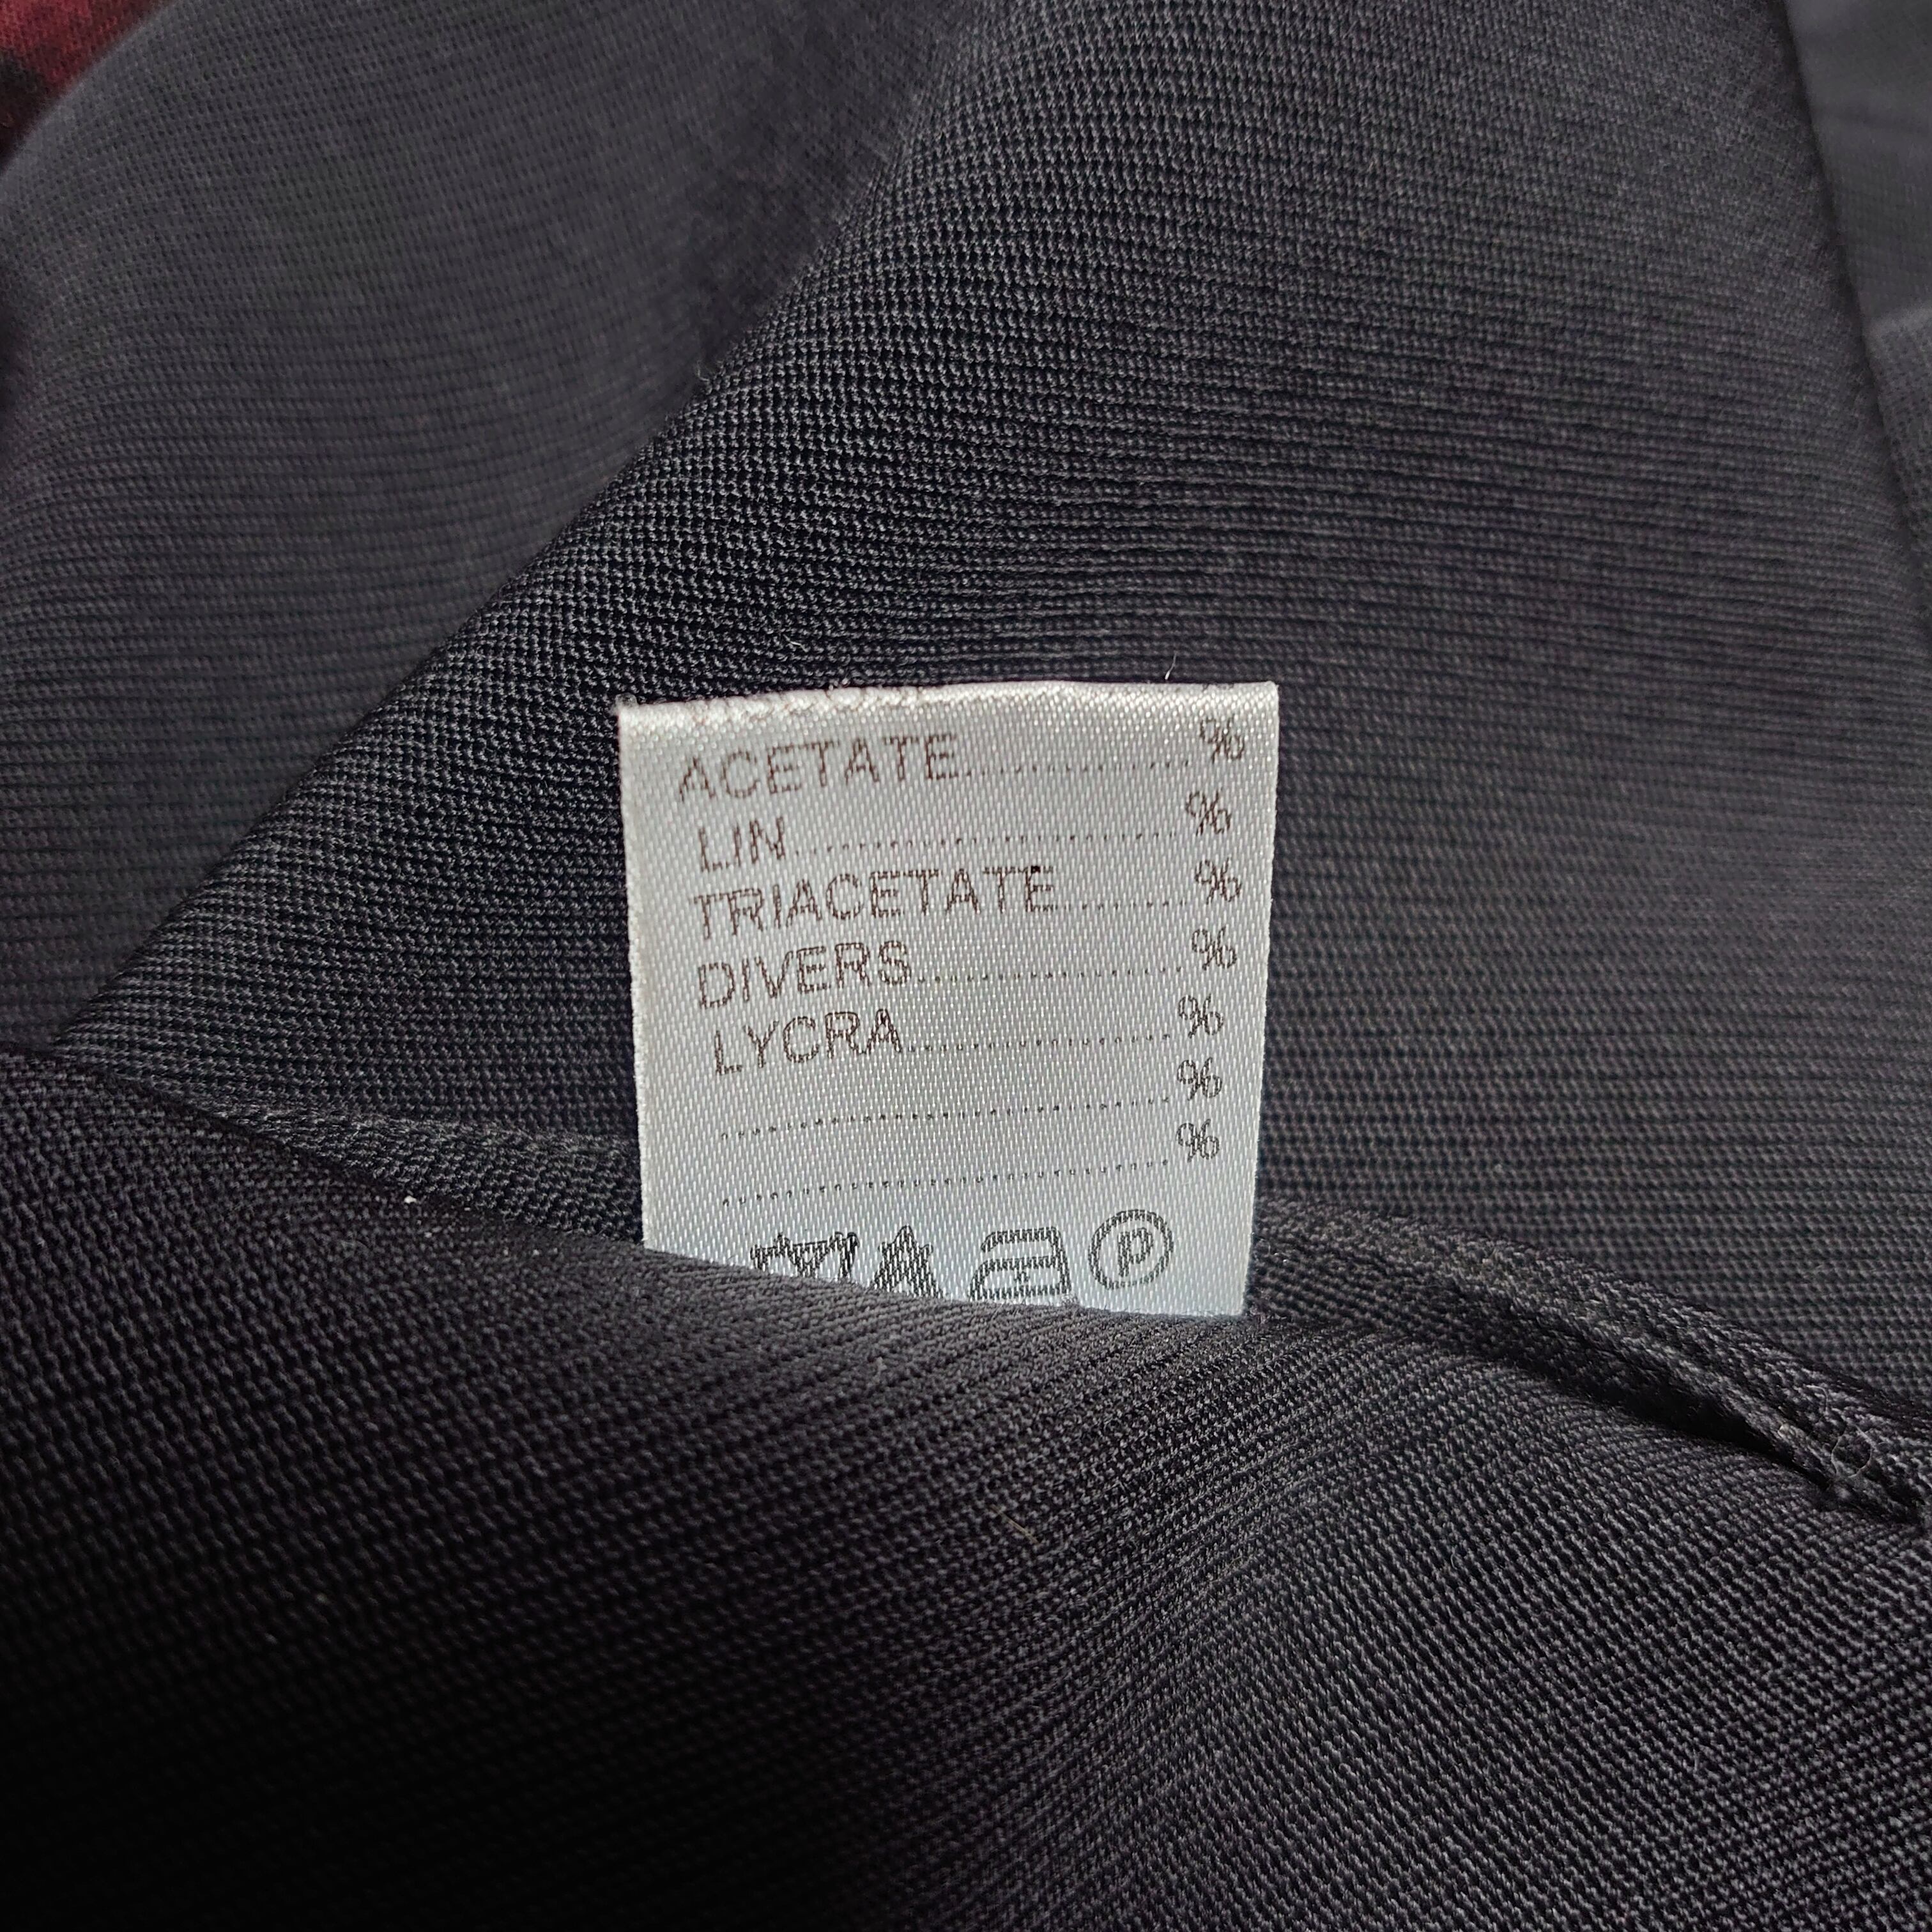 ACETATE....................%
LIN....................%
TRIACETATE..........%
DIVERS....................%
LYCRA....................%
..............................%
..............................%
P